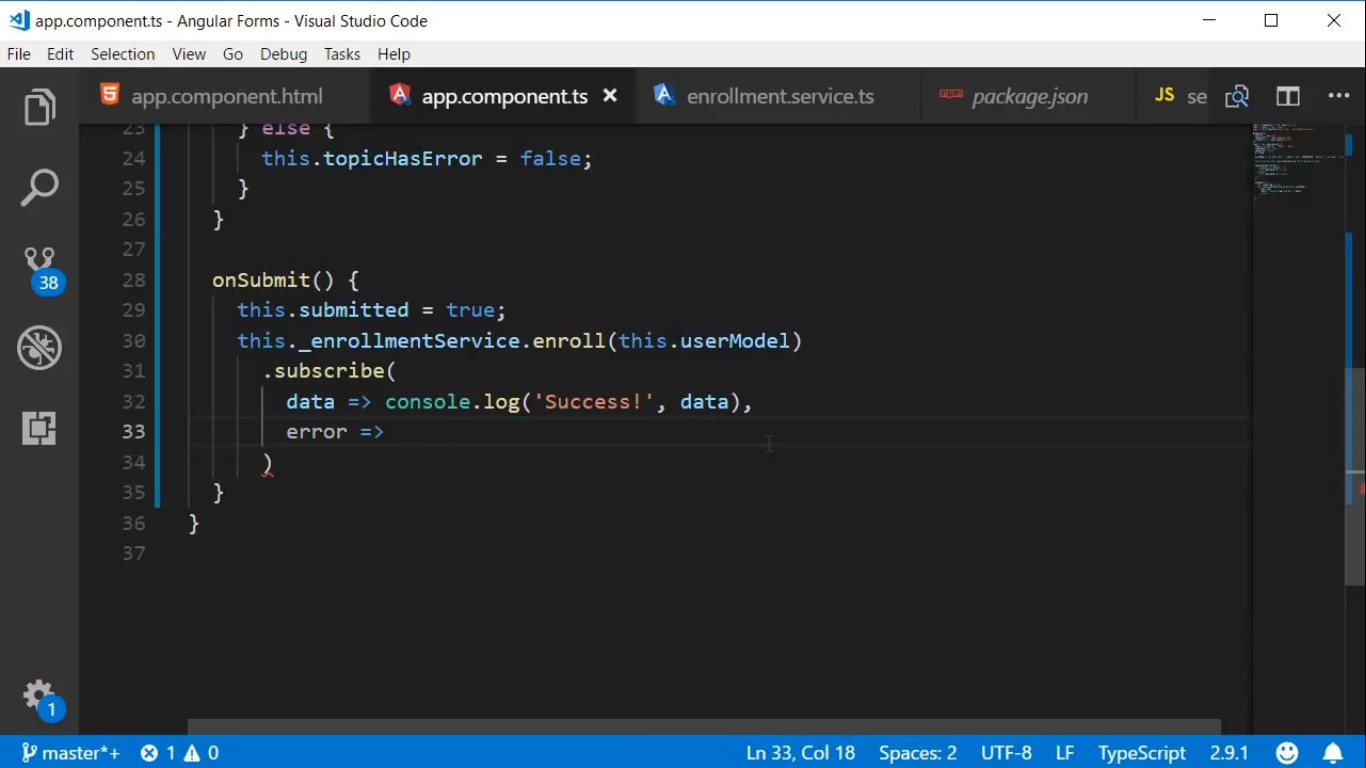 app.component.ts - Angular Forms - Visual Studio Code
File Edit Selection View Go Debug Tasks Help
app.component.html app.component.ts enrollment.service.ts package.json JS se
23 } else {
24 this.topicHasError = false;
25 }
26 }
27
28 onSubmit() {
29 this.submitted = true;
30 this._enrollmentService.enroll(this.userModel)
31 .subscribe(
32 data => console.log('Success!', data),
33 error =>
34 )
35 }
36 }
37
38
1
master*+ 1 0 Ln 33, Col 18 Spaces: 2 UTF-8 LF TypeScript 2.9.1